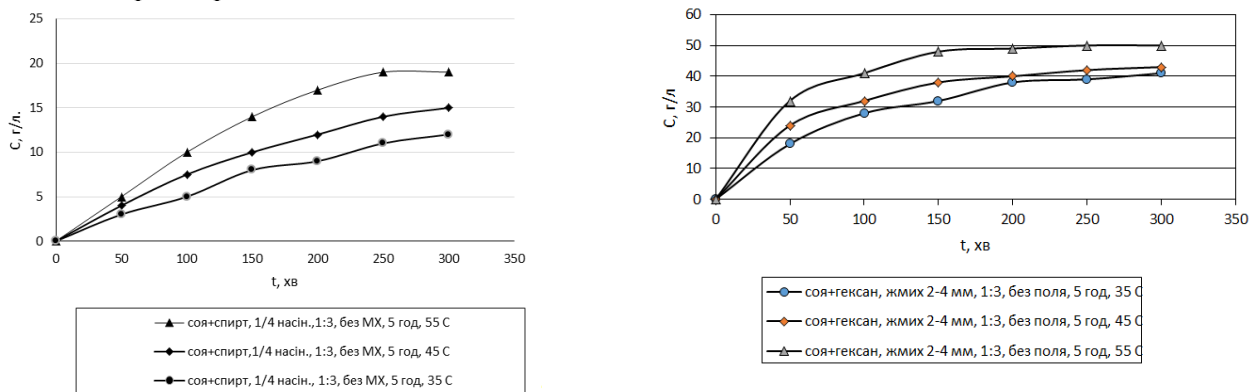 25
20
15
10
5
0
С, г/л.
0 50 100 150 200 250 300 350
t, хв
соя+спирт, 1/4 насін.,1:3, без МХ, 5 год, 55 С
соя+спирт,1/4 насін., 1:3, без МХ, 5 год, 45 С
соя+спирт, 1/4 насін., 1:3, без МХ, 5 год, 35 С
60
50
40
30
20
10
0
С, г/л
0 50 100 150 200 250 300 350
t, хв
соя+гексан, жмих 2-4 мм, 1:3, без поля, 5 год, 35 С
соя+гексан, жмих 2-4 мм, 1:3, без поля, 5 год, 45 С
соя+гексан, жмих 2-4 мм, 1:3, без поля, 5 год, 55 С